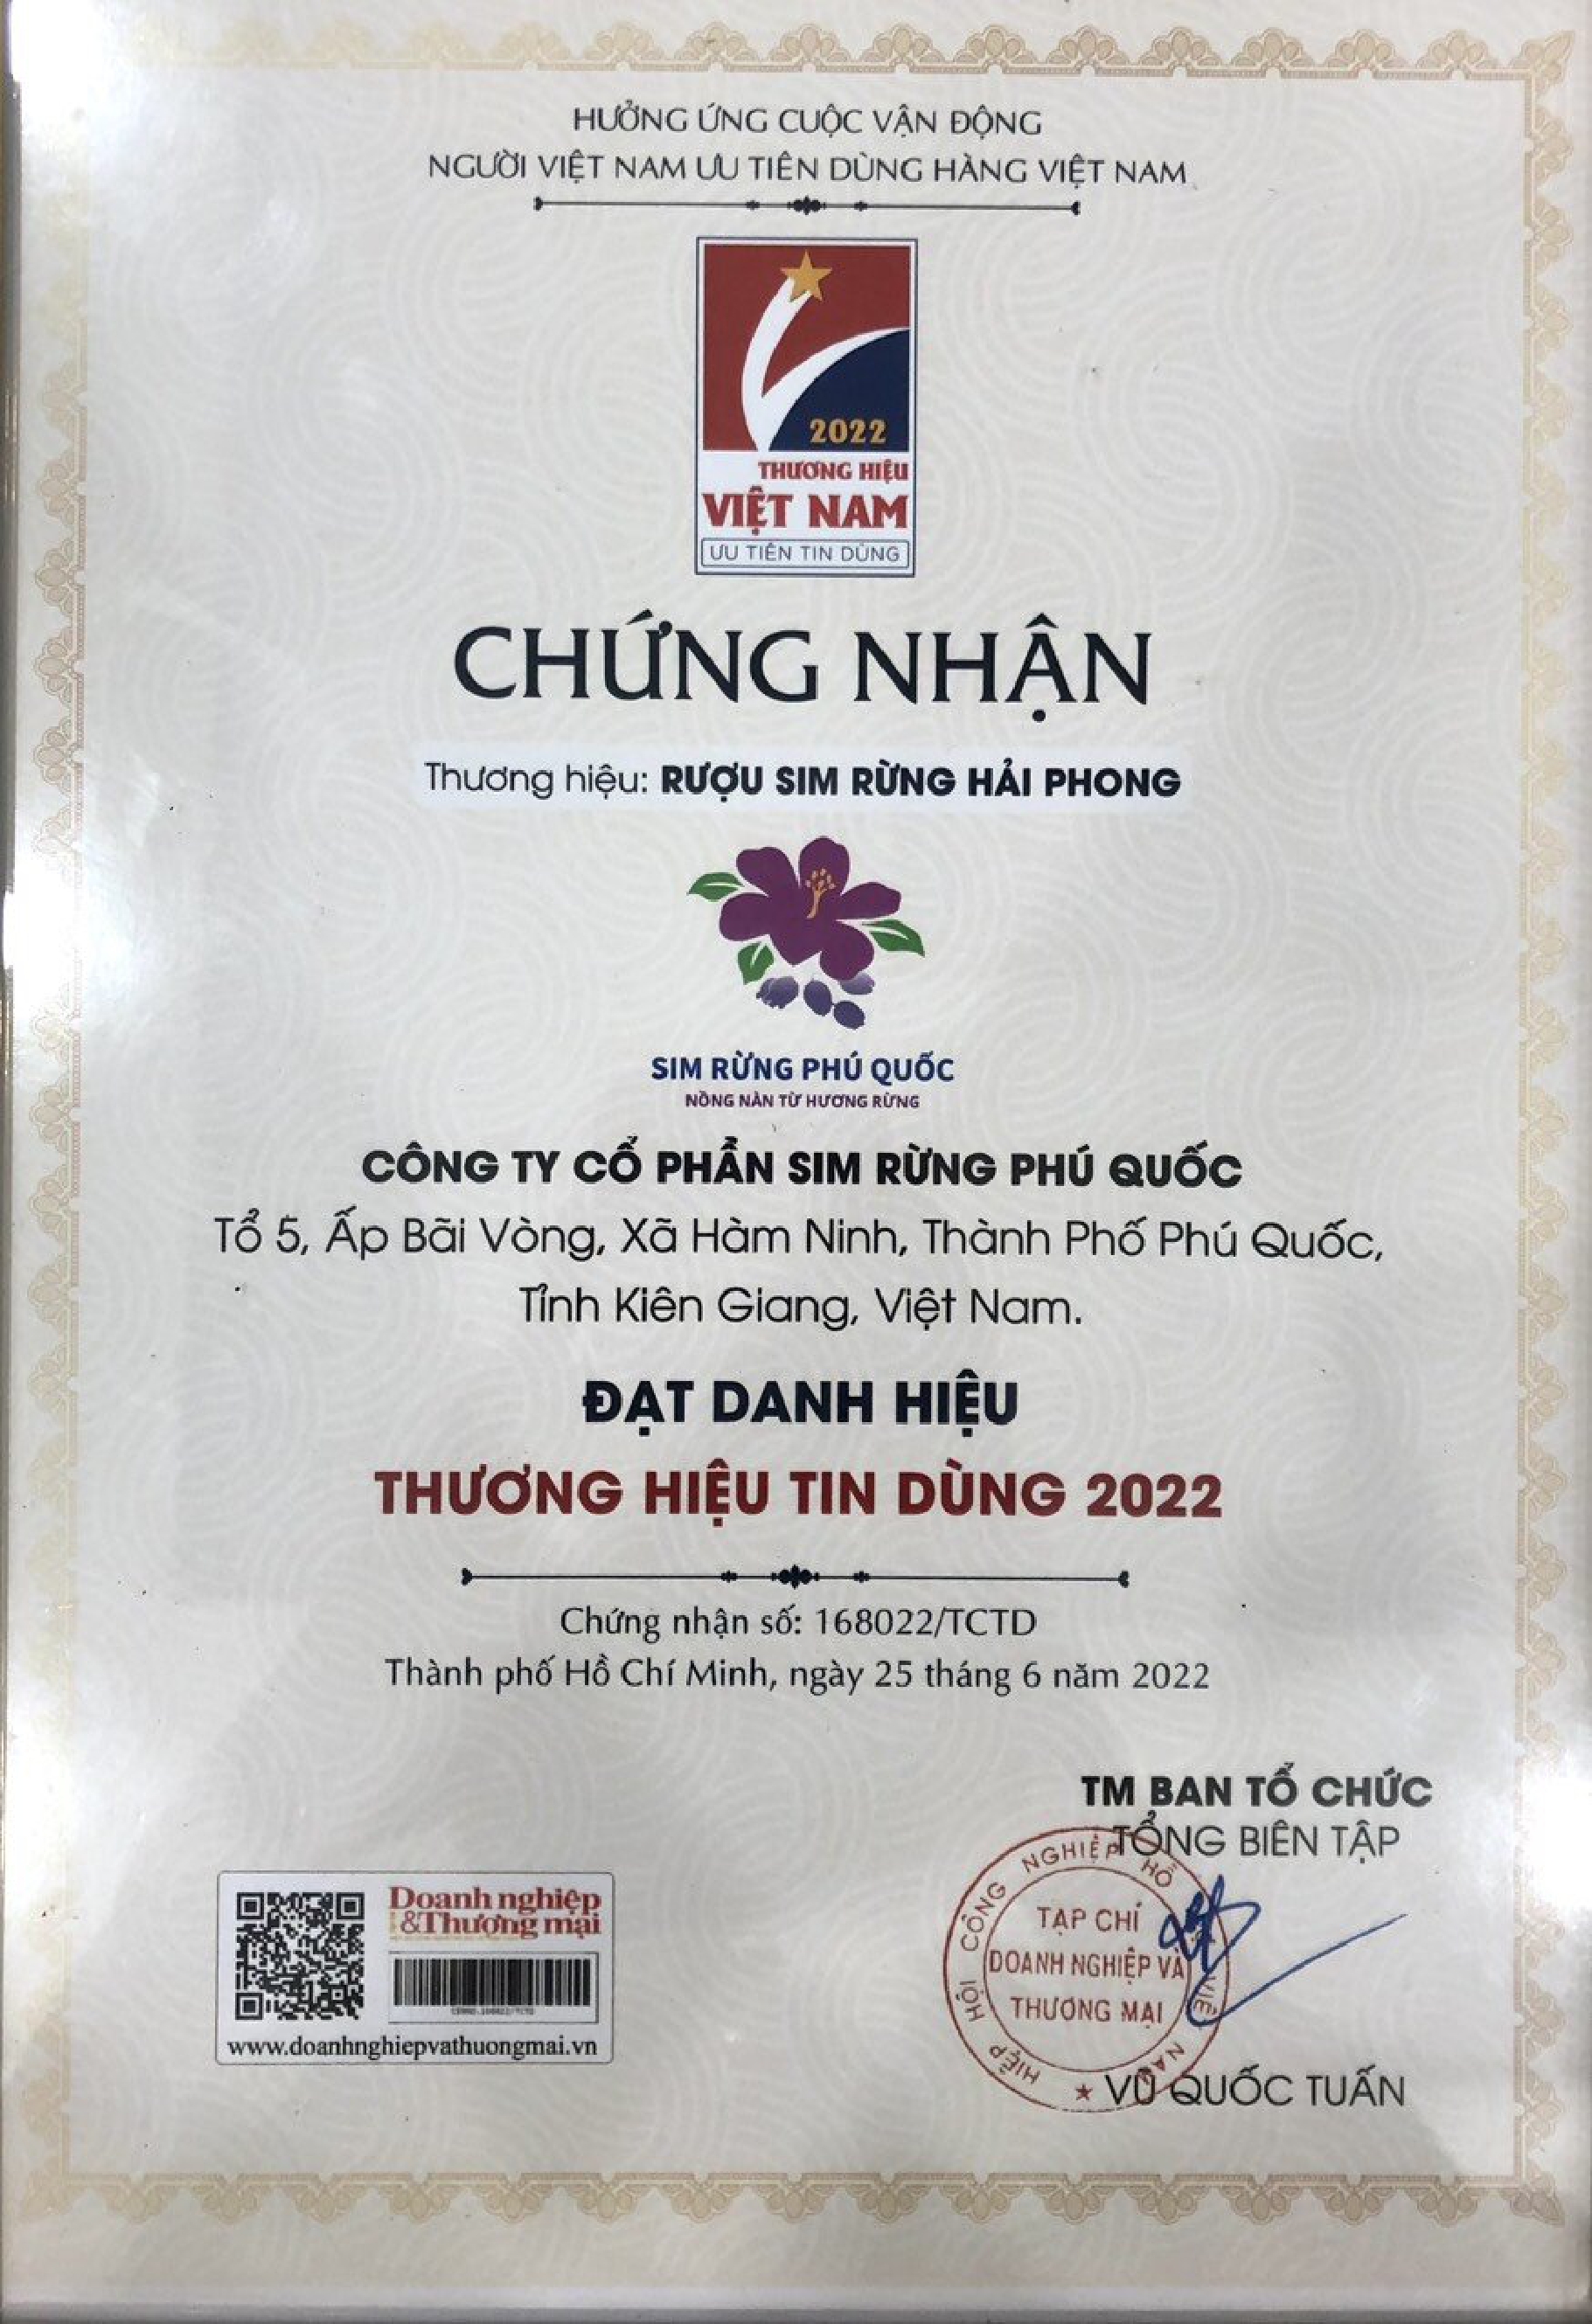 HƯỞNG ỨNG CUỘC VẬN ĐỘNG
NGƯỜI VIỆT NAM ƯU TIÊN DÙNG HÀNG VIỆT NAM
2022
THƯƠNG HIỆU
VIỆT NAM
ƯU TIÊN TIN DÙNG
CHỨNG NHẬN
Thương hiệu: RƯỢU SIM RỪNG HẢI PHONG
SIM RỪNG PHÚ QUỐC
NỒNG NÀN TỪ HƯƠNG RỪNG
CÔNG TY CỔ PHẦN SIM RỪNG PHÚ QUỐC
Tổ 5, Ấp Bãi Vòng, Xã Hàm Ninh, Thành Phố Phú Quốc,
Tỉnh Kiên Giang, Việt Nam.
ĐẠT DANH HIỆU
THƯƠNG HIỆU TIN DÙNG 2022
Chứng nhận số: 168022/TCTD
Thành phố Hồ Chí Minh, ngày 25 tháng 6 năm 2022
TM BAN TỔ CHỨC
TỔNG BIÊN TẬP
HIỆP HỘI CÔNG NGHIỆP HỖ NAM
TẠP CHÍ
DOANH NGHIỆP VÀ
THƯƠNG MẠI
VŨ QUỐC TUẤN
Doanh nghiệp
&Thương mại
www.doanhnghiepvathuongmai.vn